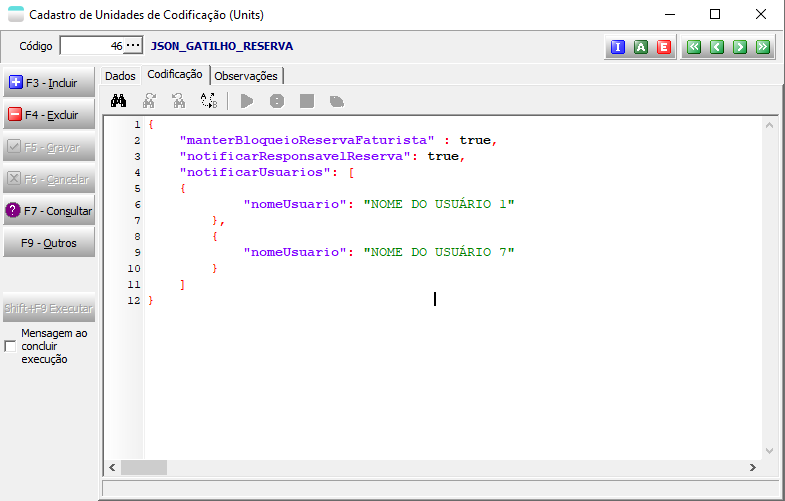 Cadastro de Unidades de Codificação (Units)
Código 46 ... JSON_GATILHO_RESERVA
I A E
F3 - Incluir
F4 - Excluir
F5 - Gravar
F6 - Cancelar
F7 - Consultar
F9 - Outros
Shift+F9 Executar
Mensagem ao
concluir
execução
Dados Codificação Observações
A B
1 {
2 "manterBloqueioReservaFaturista" : true,
3 "notificarResponsavelReserva": true,
4 "notificarUsuarios": [
5 {
6 "nomeUsuario": "NOME DO USUÁRIO 1"
7 },
8 {
9 "nomeUsuario": "NOME DO USUÁRIO 7"
10 }
11 ]
12 }